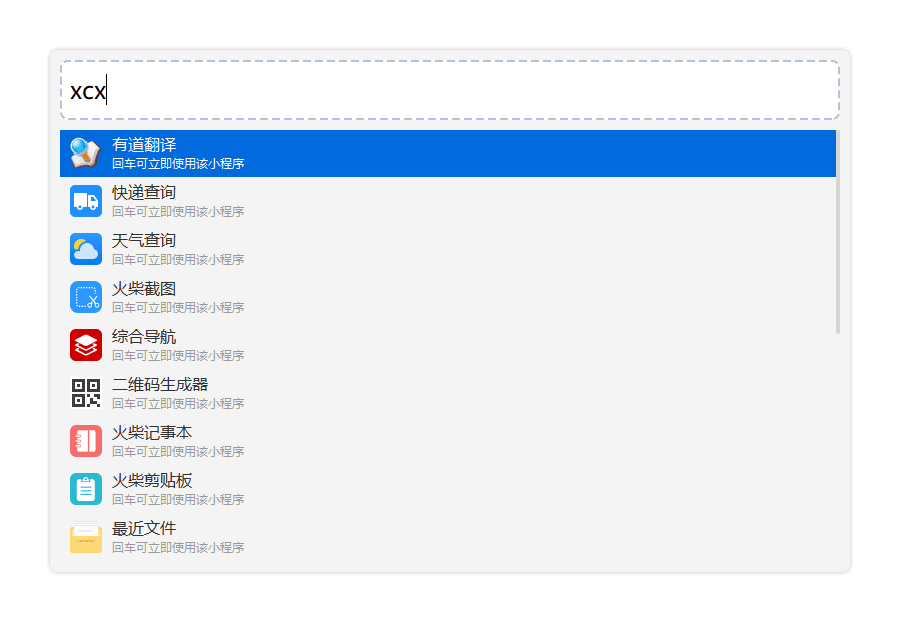 xcx
有道翻译
回车可立即使用该小程序
快递查询
回车可立即使用该小程序
天气查询
回车可立即使用该小程序
火柴截图
回车可立即使用该小程序
综合导航
回车可立即使用该小程序
二维码生成器
回车可立即使用该小程序
火柴记事本
回车可立即使用该小程序
火柴剪贴板
回车可立即使用该小程序
最近文件
回车可立即使用该小程序